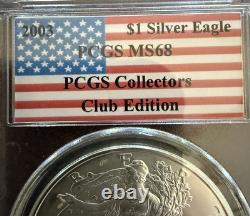 2003 $1 Silver Eagle
PCGS MS68
PCGS Collectors
Club Edition